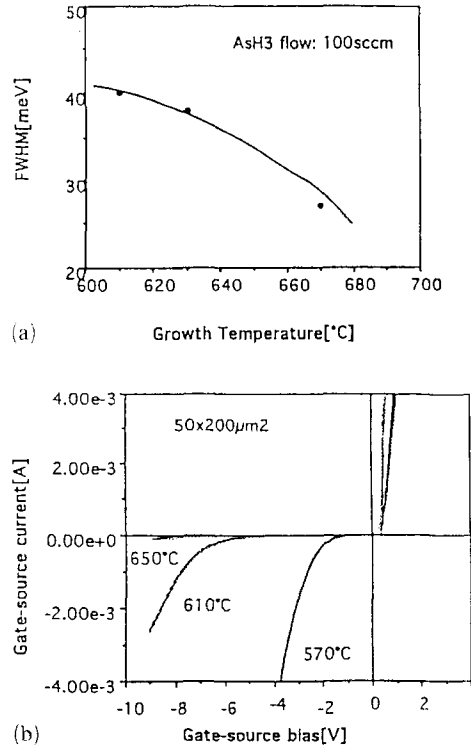 50
AsH3 flow: 100sccm
40
FWHM[meV]
30
20
600 620 640 660 680 700
(a) Growth Temperature[°C]
4.00e-3
50x200µm2
2.00e-3
Gate-source current[A]
0.00e+0
650°C
610°C
-2.00e-3
570°C
-4.00e-3
-10 -8 -6 -4 -2 0 2
(b) Gate-source bias[V]